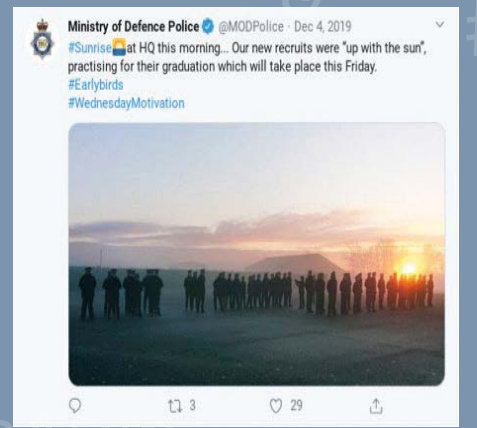 Ministry of Defence Police @MODPolice · Dec 4, 2019
#Sunrise🌅at HQ this morning... Our new recruits were "up with the sun",
practising for their graduation which will take place this Friday.
#Earlybirds
#WednesdayMotivation
3 29